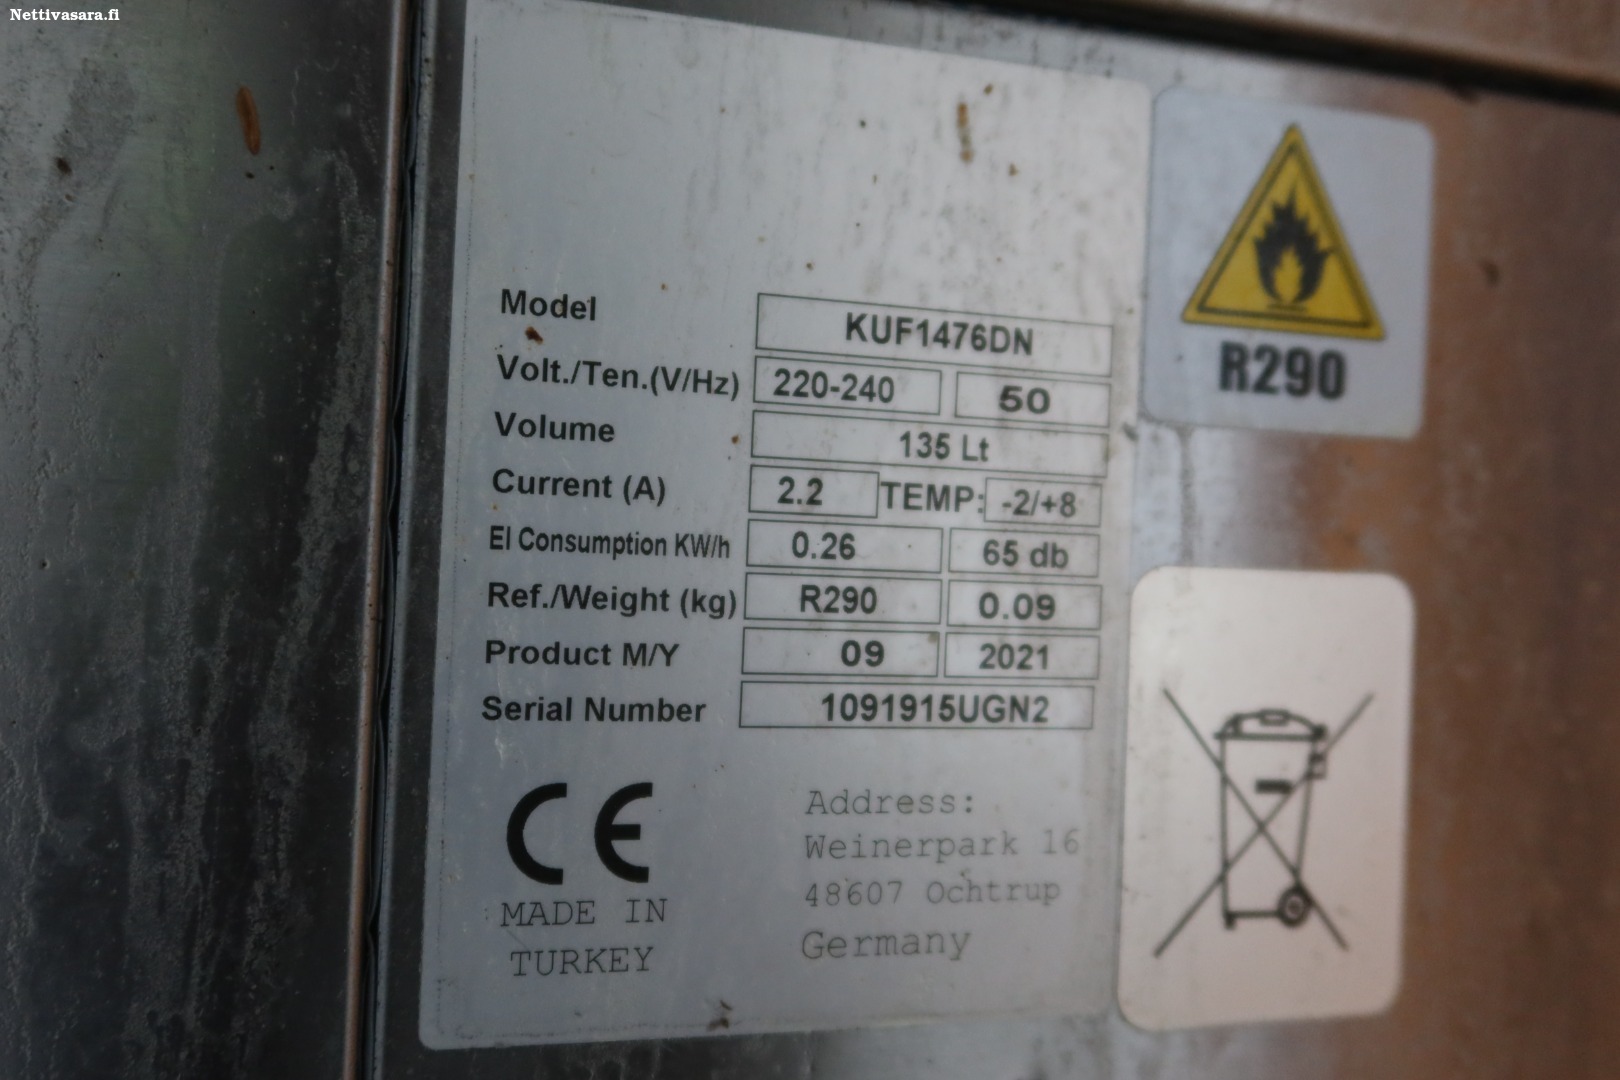 Nettivasara.fi
Model KUF1476DN
Volt./Ten.(V/Hz) 220-240 50
Volume 135 Lt
Current (A) 2.2 TEMP: -2/+8
El Consumption KW/h 0.26 65 db
Ref./Weight (kg) R290 0.09
Product M/Y 09 2021
Serial Number 1091915UGN2
CE
MADE IN
TURKEY
Address:
Weinerpark 16
48607 Ochtrup
Germany
R290